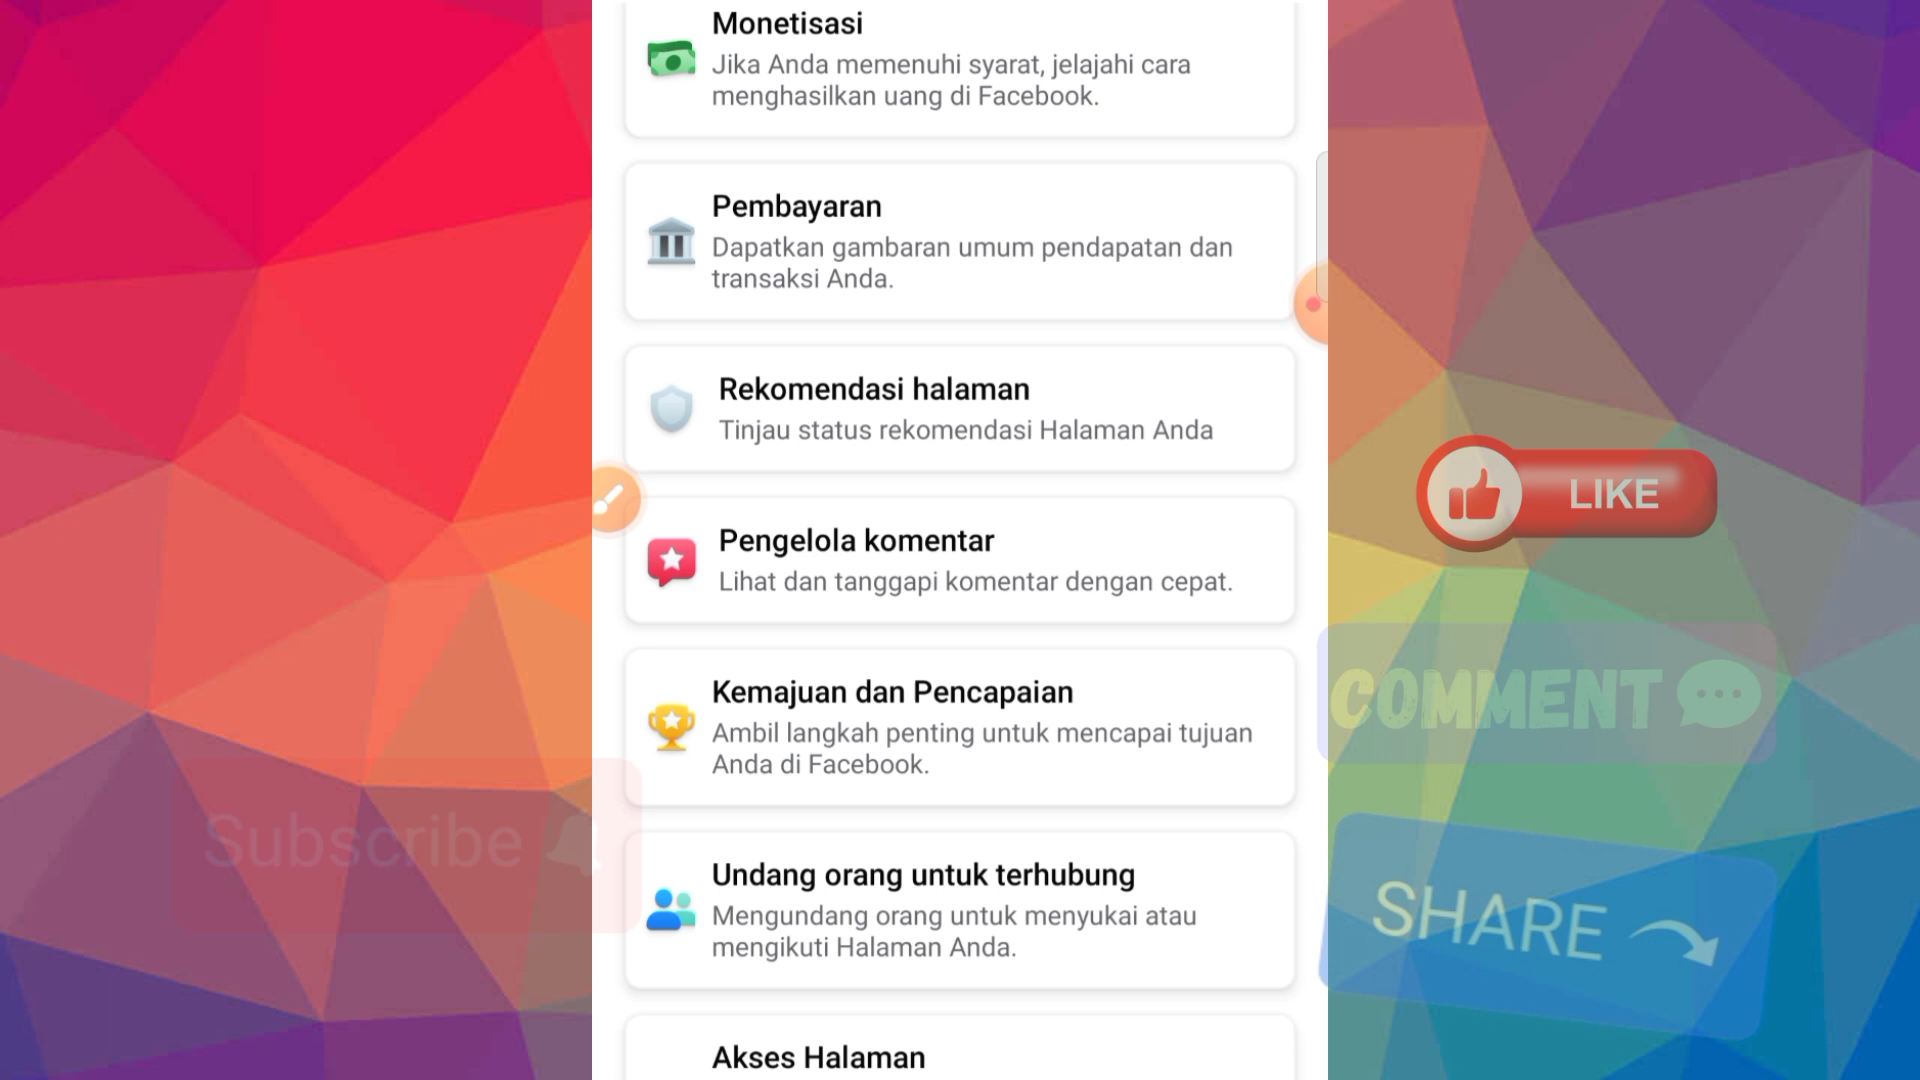 Monetisasi
Jika Anda memenuhi syarat, jelajahi cara
menghasilkan uang di Facebook.
Pembayaran
Dapatkan gambaran umum pendapatan dan
transaksi Anda.
Rekomendasi halaman
Tinjau status rekomendasi Halaman Anda
Pengelola komentar
Lihat dan tanggapi komentar dengan cepat.
Kemajuan dan Pencapaian
Ambil langkah penting untuk mencapai tujuan
Anda di Facebook.
Undang orang untuk terhubung
Mengundang orang untuk menyukai atau
mengikuti Halaman Anda.
Akses Halaman
Subscribe
LIKE
COMMENT
SHARE